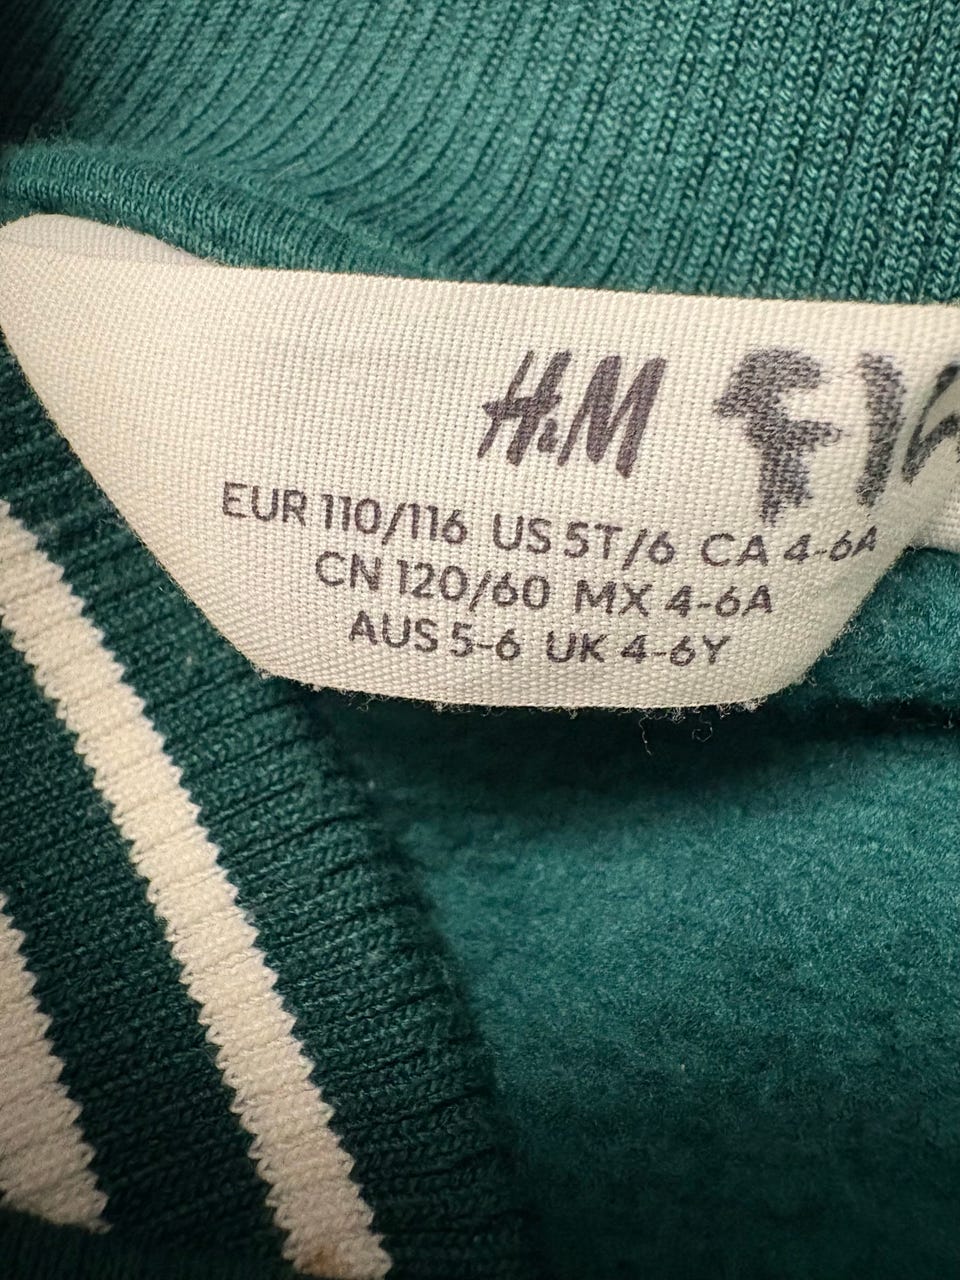 H&M
EUR 110/116 US 5T/6 CA 4-6A
CN 120/60 MX 4-6A
AUS 5-6 UK 4-6Y